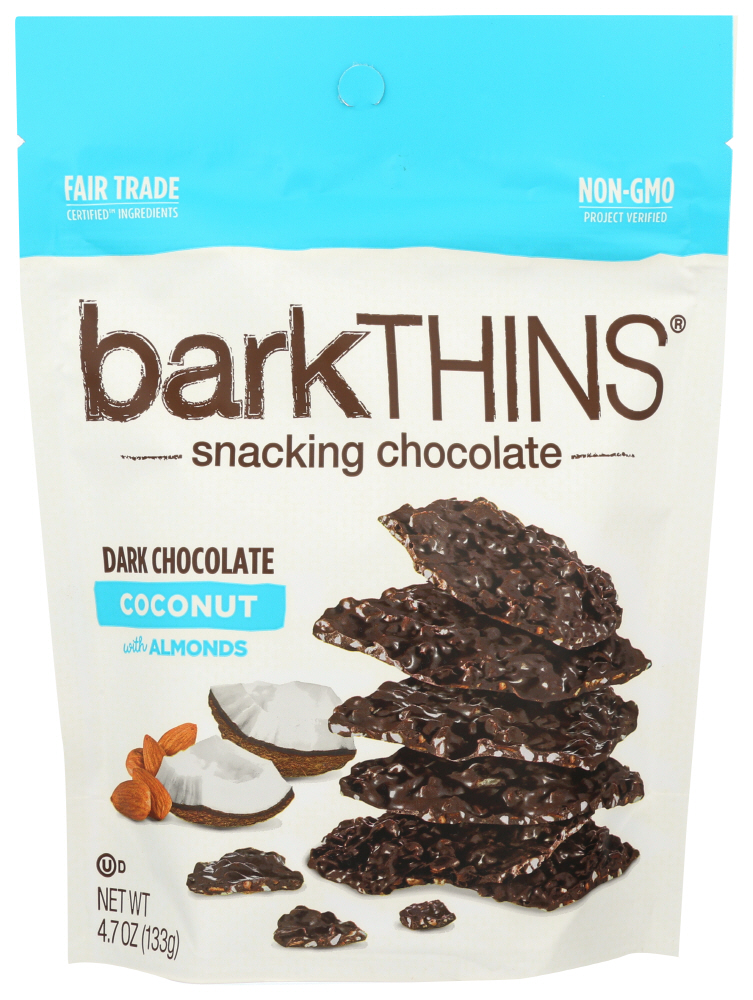 FAIR TRADE
CERTIFIED™ INGREDIENTS
NON-GMO
PROJECT VERIFIED
barkTHINS®
snacking chocolate
DARK CHOCOLATE
COCONUT
with ALMONDS
U D
NET WT
4.7 OZ (133g)